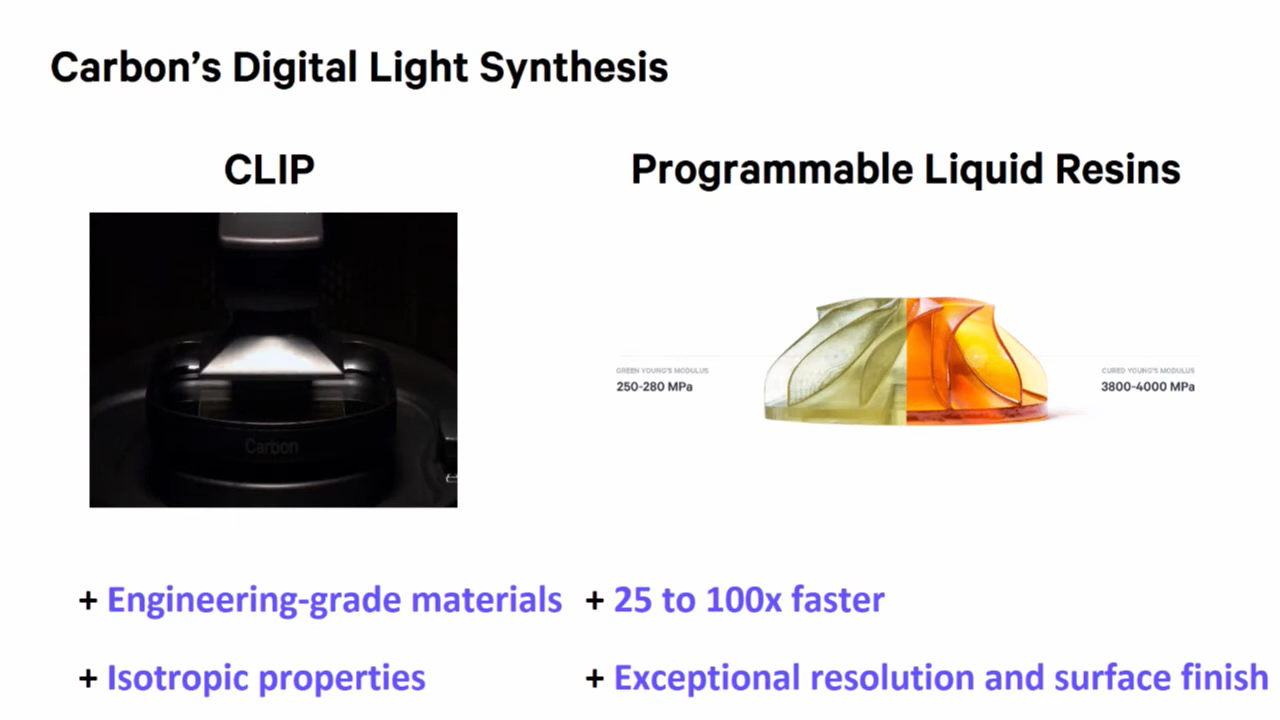 Carbon’s Digital Light Synthesis
CLIP
Programmable Liquid Resins
Carbon
GREEN YOUNG'S MODULUS
250-280 MPa
CURED YOUNG'S MODULUS
3800-4000 MPa
+ Engineering-grade materials
+ 25 to 100x faster
+ Isotropic properties
+ Exceptional resolution and surface finish